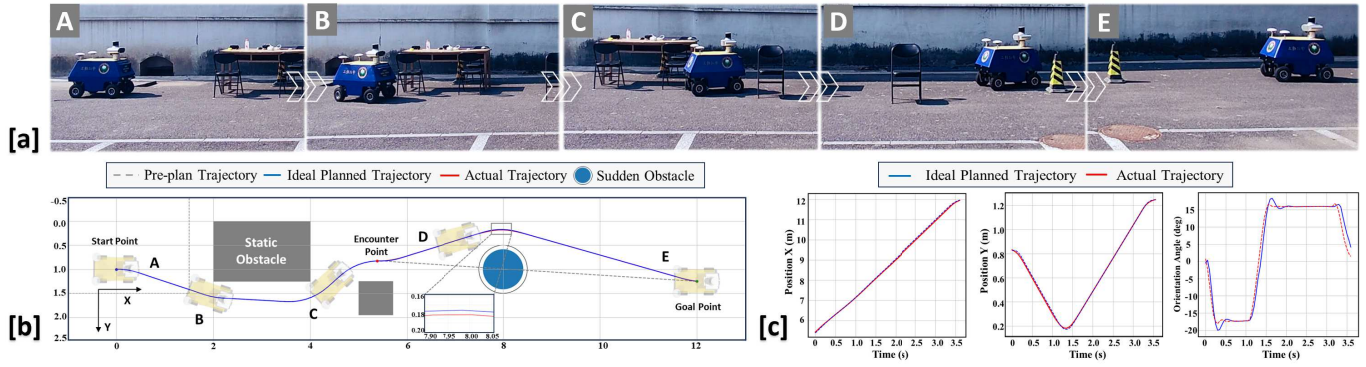 A
B
C
D
E
[a]
Pre-plan Trajectory
Ideal Planned Trajectory
Actual Trajectory
Sudden Obstacle
-0.5
0.0
0.5
1.0
1.5
2.0
2.5
0
2
4
6
8
10
12
Start Point
A
X
Y
B
Static
Obstacle
C
Encounter
Point
D
E
Goal Point
0.16
0.18
0.20
7.90
7.95
8.00
8.05
[b]
Ideal Planned Trajectory
Actual Trajectory
Position X (m)
12
11
10
9
8
7
6
0
0.5
1.0
1.5
2.0
2.5
3.0
3.5
Time (s)
Position Y (m)
1.2
1.0
0.8
0.6
0.4
0.2
0
0.5
1.0
1.5
2.0
2.5
3.0
3.5
Time (s)
Orientation Angle (deg)
15
10
5
0
-5
-10
-15
-20
0
0.5
1.0
1.5
2.0
2.5
3.0
3.5
Time (s)
[c]